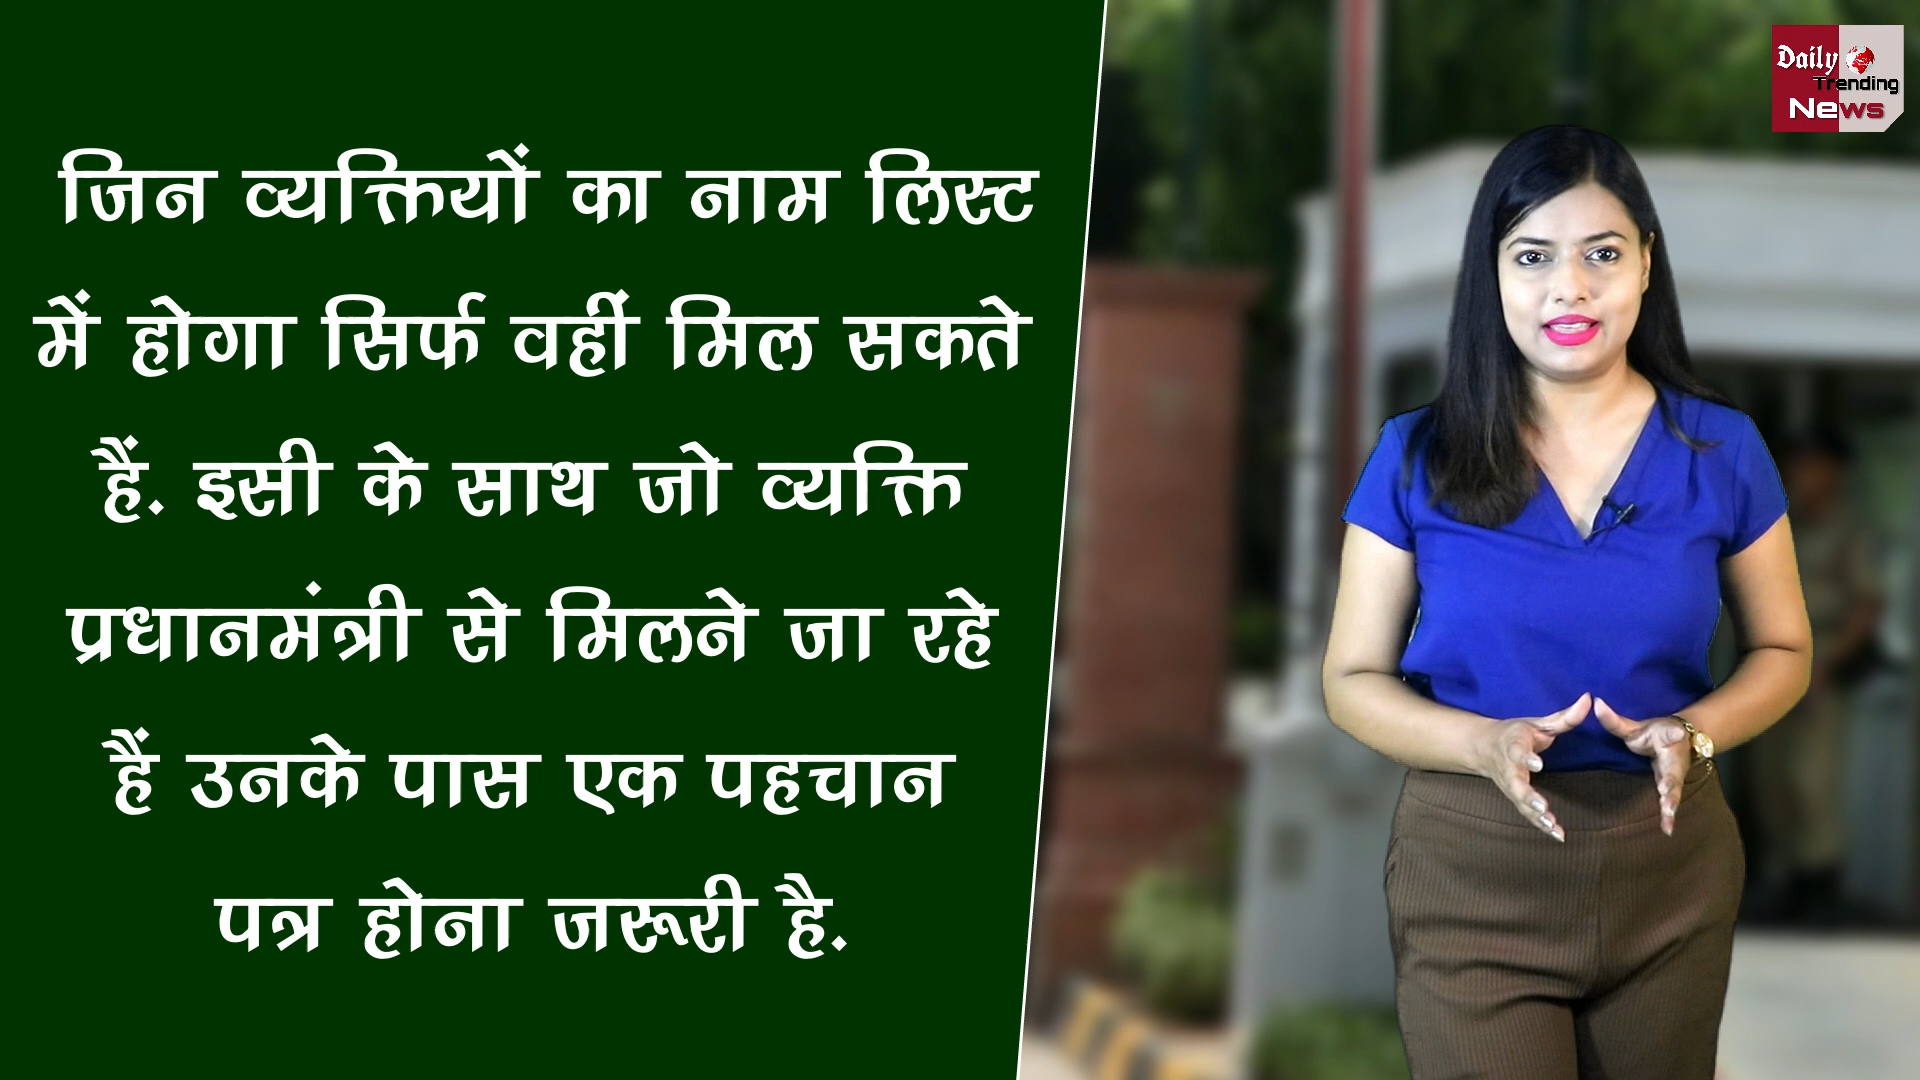 जिन व्यक्तियों का नाम लिस्ट
में होगा सिर्फ वहीं मिल सकते
हैं. इसी के साथ जो व्यक्ति
प्रधानमंत्री से मिलने जा रहे
हैं उनके पास एक पहचान
पत्र होना जरूरी है.
Daily
Trending
News